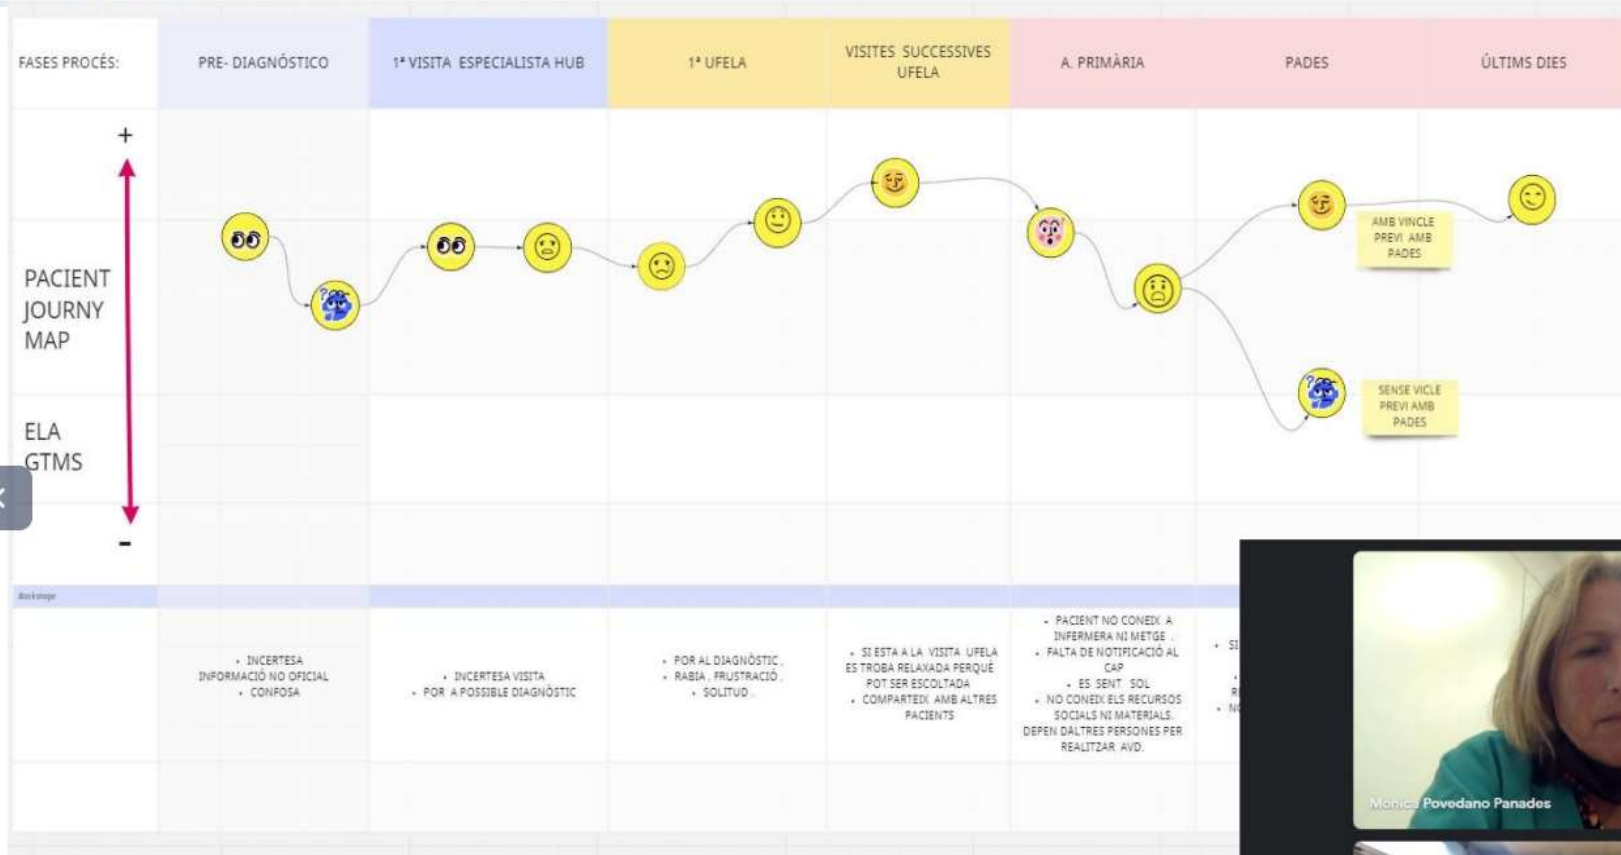 FASES PROCÉS:
PRE- DIAGNÓSTICO
1ª VISITA ESPECIALISTA HUB
1ª UFELA
VISITES SUCCESSIVES
UFELA
A. PRIMÀRIA
PADES
ÚLTIMS DIES
+
PACIENT
JOURNY
MAP
ELA
GTMS
-
AMB VINCLE
PREVI AMB
PADES
SENSE VICLE
PREVI AMB
PADES
Backstage
• INCERTESA
INFORMACIÓ NO OFICIAL
• CONFOSA
• INCERTESA VISITA
• POR A POSSIBLE DIAGNÒSTIC
• POR AL DIAGNÒSTIC.
• RABIA, FRUSTRACIÓ.
• SOLITUD.
• SI ESTA A LA VISITA UFELA
ES TROBA RELAXADA PERQUÈ
POT SER ESCOLTADA
• COMPARTEIX AMB ALTRES
PACIENTS
• PACIENT NO CONEIX A
INFERMERA NI METGE.
• FALTA DE NOTIFICACIÓ AL
CAP
• ES SENT SOL
• NO CONEIX ELS RECURSOS
SOCIALS NI MATERIALS.
DEPEN DALTRES PERSONES PER
REALITZAR AVD.
• SI
Monica Povedano Panades